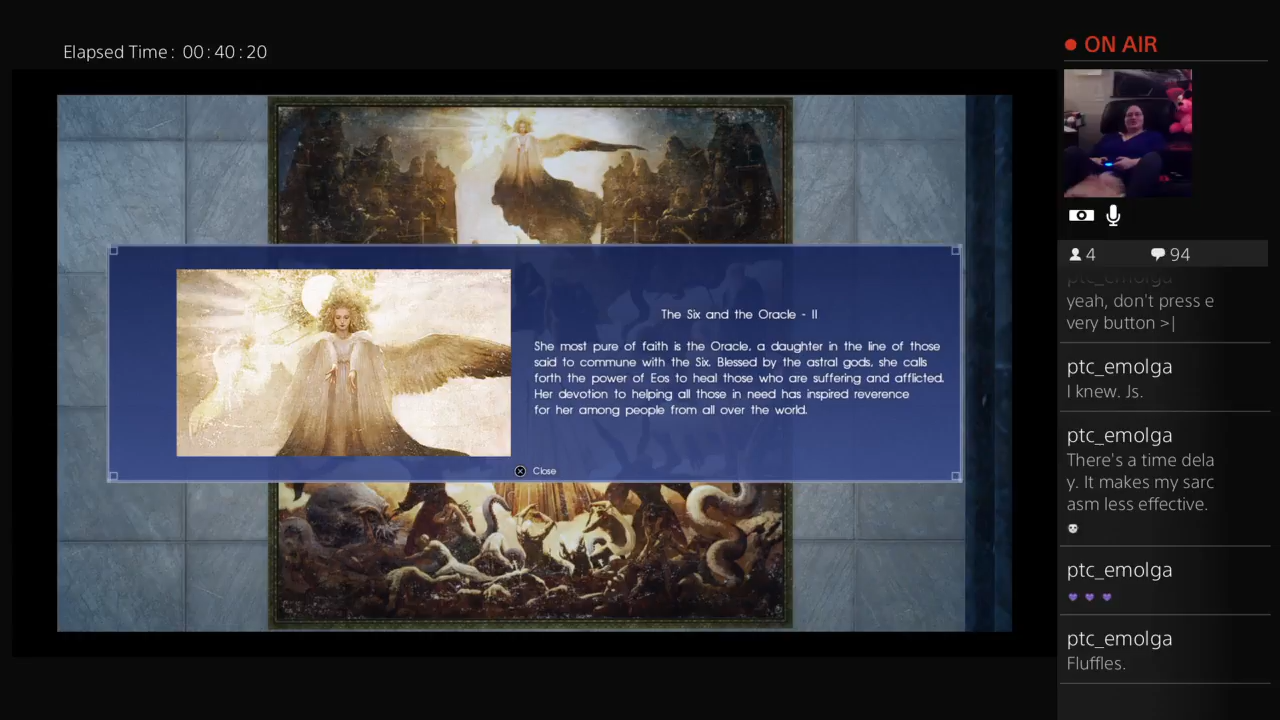 Elapsed Time: 00:40:20
ON AIR
4
94
ptc_emolga
yeah, don't press e
very button >|
ptc_emolga
I knew. Js.
ptc_emolga
There's a time dela
y. It makes my sarc
asm less effective.
ptc_emolga
ptc_emolga
Fluffles.
The Six and the Oracle - II
She most pure of faith is the Oracle, a daughter in the line of those
said to commune with the Six. Blessed by the astral gods, she calls
forth the power of Eos to heal those who are suffering and afflicted.
Her devotion to helping all those in need has inspired reverence
for her among people from all over the world.
Close